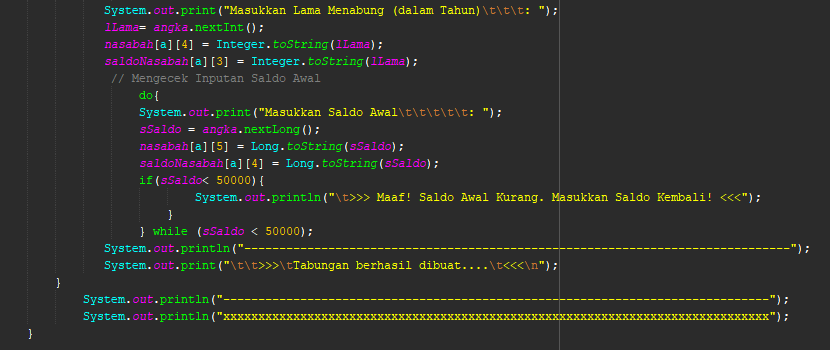 System.out.print("Masukkan Lama Menabung (dalam Tahun)\t\t\t: ");
lLama= angka.nextInt();
nasabah[a][4] = Integer.toString(lLama);
saldoNasabah[a][3] = Integer.toString(lLama);
// Mengecek Inputan Saldo Awal
do{
System.out.print("Masukkan Saldo Awal\t\t\t\t\t: ");
sSaldo = angka.nextLong();
nasabah[a][5] = Long.toString(sSaldo);
saldoNasabah[a][4] = Long.toString(sSaldo);
if(sSaldo< 50000){
System.out.println("\t>>> Maaf! Saldo Awal Kurang. Masukkan Saldo Kembali! <<<");
}
} while (sSaldo < 50000);
System.out.println("------------------------------------------------------------------------------");
System.out.print("\t\t>>>\tTabungan berhasil dibuat....\t<<<\n");
}
System.out.println("------------------------------------------------------------------------------");
System.out.println("xxxxxxxxxxxxxxxxxxxxxxxxxxxxxxxxxxxxxxxxxxxxxxxxxxxxxxxxxxxxxxxxxxxxxxxxxxxxxx");
}